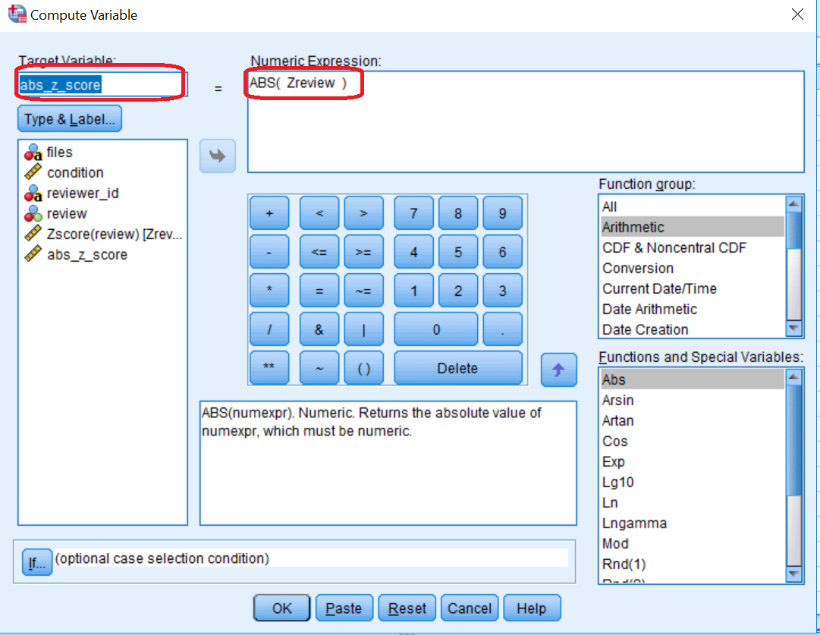 Compute Variable
Target Variable:
abs_z_score
=
Numeric Expression:
ABS( Zreview )
Type & Label...
files
condition
reviewer_id
review
Zscore(review) [Zrev...
abs_z_score
+ < > 7 8 9
- <= >= 4 5 6
* = ~= 1 2 3
/ & | 0 .
** ~ ( ) Delete
Function group:
All
Arithmetic
CDF & Noncentral CDF
Conversion
Current Date/Time
Date Arithmetic
Date Creation
Functions and Special Variables:
Abs
Arsin
Artan
Cos
Exp
Lg10
Ln
Lngamma
Mod
Rnd(1)
ABS(numexpr). Numeric. Returns the absolute value of
numexpr, which must be numeric.
If... (optional case selection condition)
OK Paste Reset Cancel Help